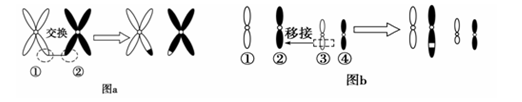 交换
① ②
图a
移接
① ② ③ ④
图b